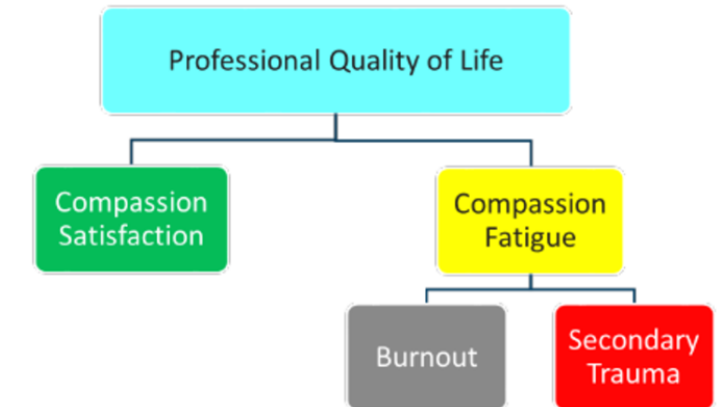 Professional Quality of Life
Compassion
Satisfaction
Compassion
Fatigue
Burnout
Secondary
Trauma